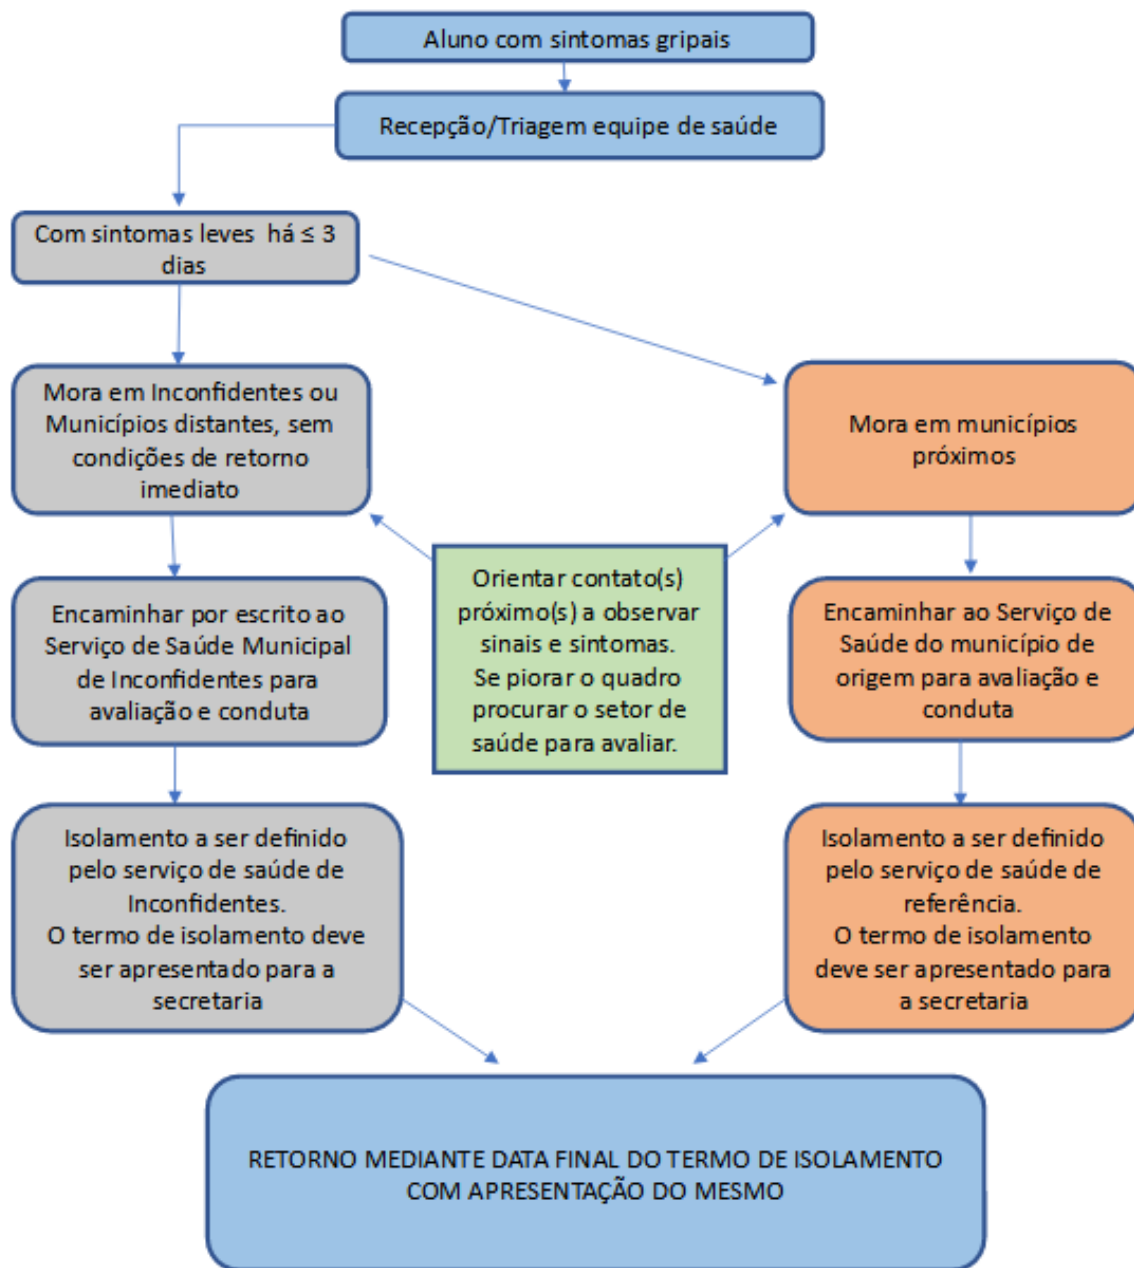 Aluno com sintomas gripais
Recepção/Triagem equipe de saúde
Com sintomas leves há ≤ 3
dias
Mora em Inconfidentes ou
Municípios distantes, sem
condições de retorno
imediato
Mora em municípios
próximos
Orientar contato(s)
próximo(s) a observar
sinais e sintomas.
Se piorar o quadro
procurar o setor de
saúde para avaliar.
Encaminhar por escrito ao
Serviço de Saúde Municipal
de Inconfidentes para
avaliação e conduta
Encaminhar ao Serviço de
Saúde do município de
origem para avaliação e
conduta
Isolamento a ser definido
pelo serviço de saúde de
Inconfidentes.
O termo de isolamento deve
ser apresentado para a
secretaria
Isolamento a ser definido
pelo serviço de saúde de
referência.
O termo de isolamento
deve ser apresentado para
a secretaria
RETORNO MEDIANTE DATA FINAL DO TERMO DE ISOLAMENTO
COM APRESENTAÇÃO DO MESMO